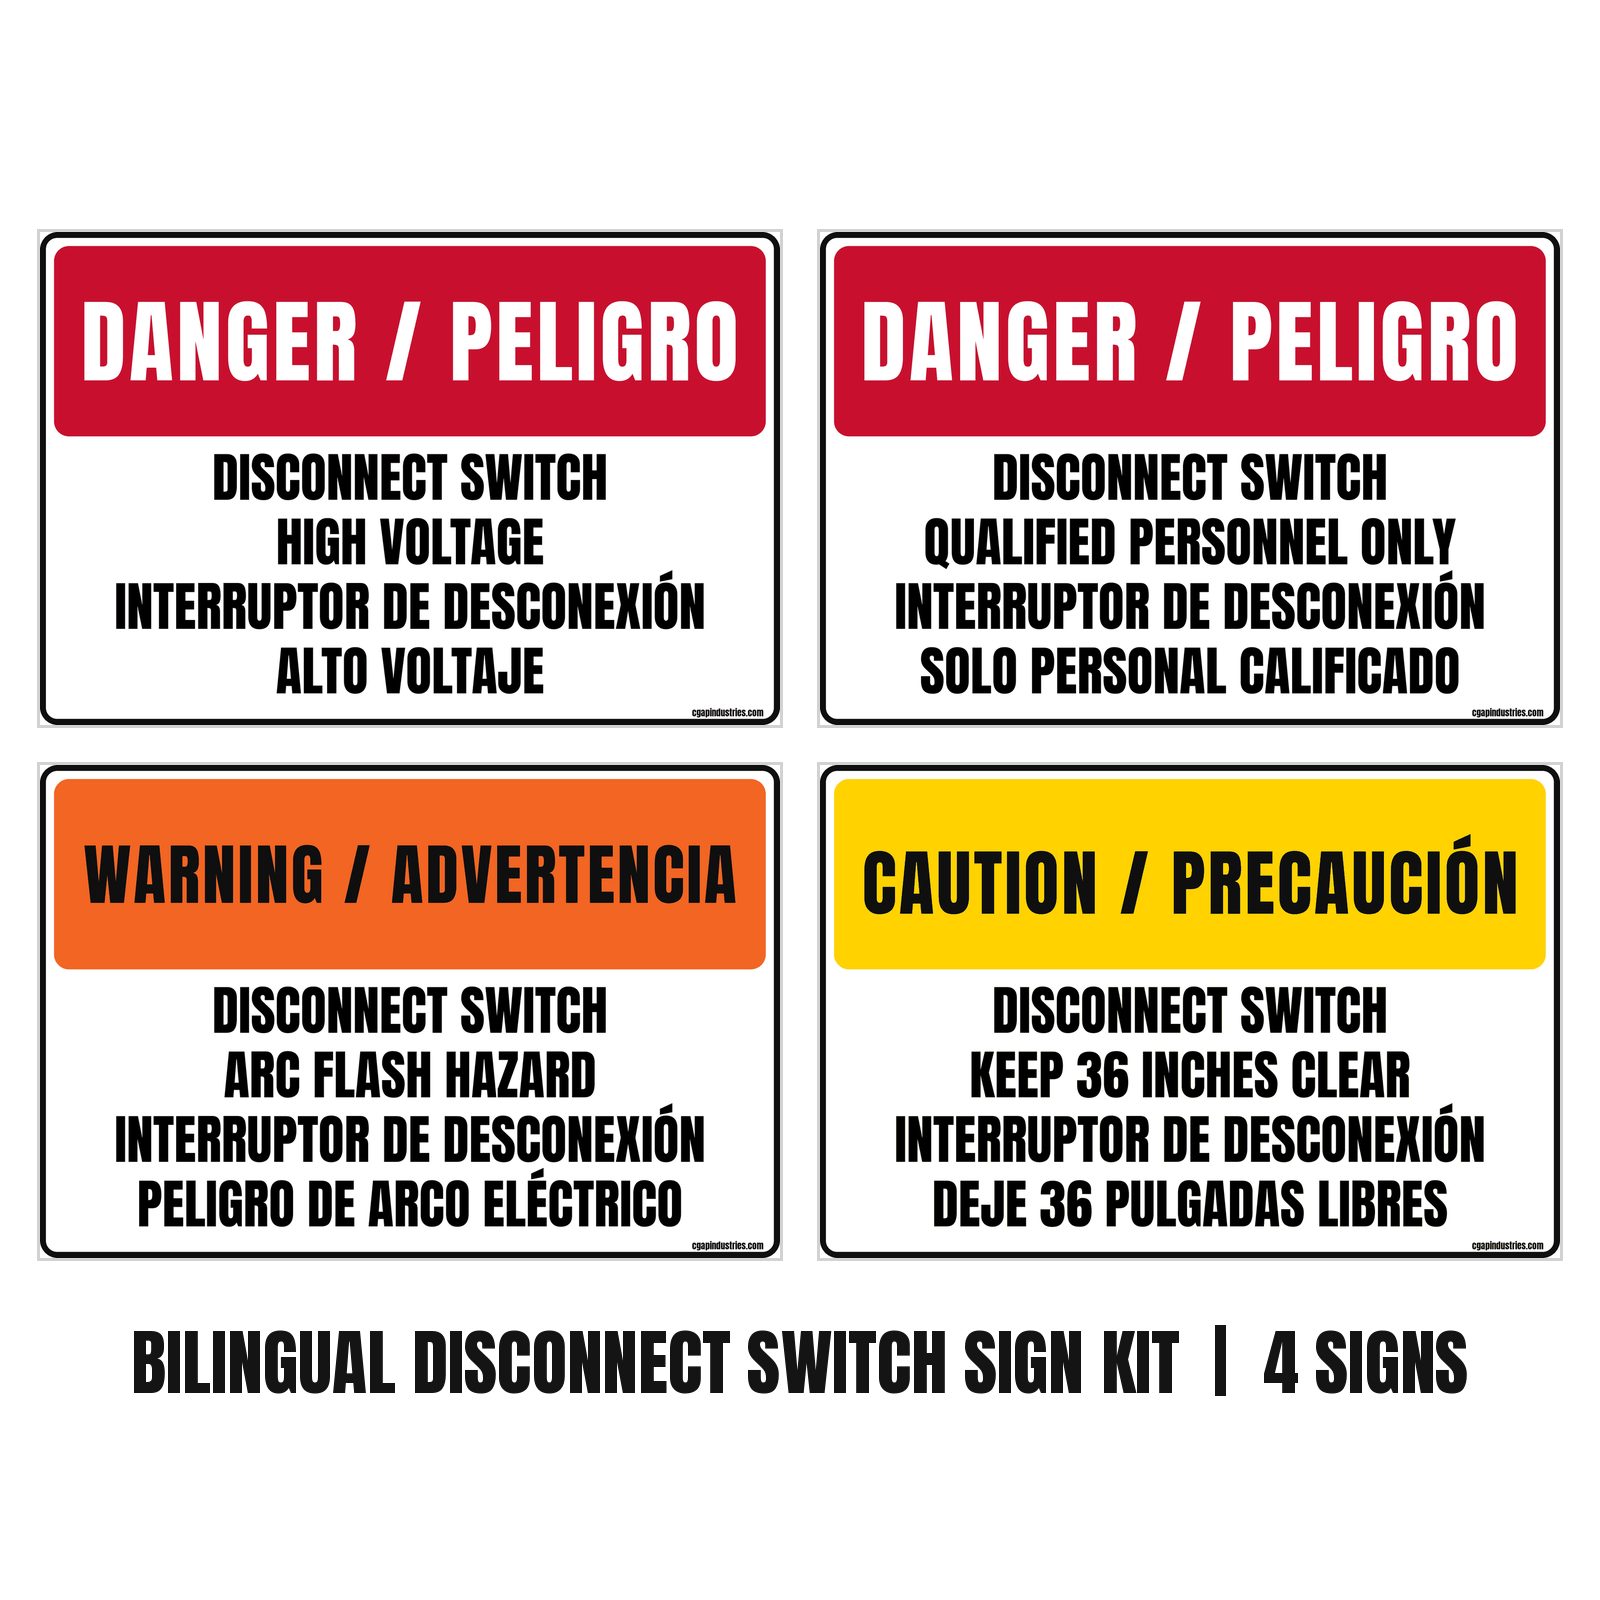 DANGER / PELIGRO
DISCONNECT SWITCH
HIGH VOLTAGE
INTERRUPTOR DE DESCONEXIÓN
ALTO VOLTAJE
cgapindustries.com
DANGER / PELIGRO
DISCONNECT SWITCH
QUALIFIED PERSONNEL ONLY
INTERRUPTOR DE DESCONEXIÓN
SOLO PERSONAL CALIFICADO
cgapindustries.com
WARNING / ADVERTENCIA
DISCONNECT SWITCH
ARC FLASH HAZARD
INTERRUPTOR DE DESCONEXIÓN
PELIGRO DE ARCO ELÉCTRICO
cgapindustries.com
CAUTION / PRECAUCIÓN
DISCONNECT SWITCH
KEEP 36 INCHES CLEAR
INTERRUPTOR DE DESCONEXIÓN
DEJE 36 PULGADAS LIBRES
cgapindustries.com
BILINGUAL DISCONNECT SWITCH SIGN KIT | 4 SIGNS